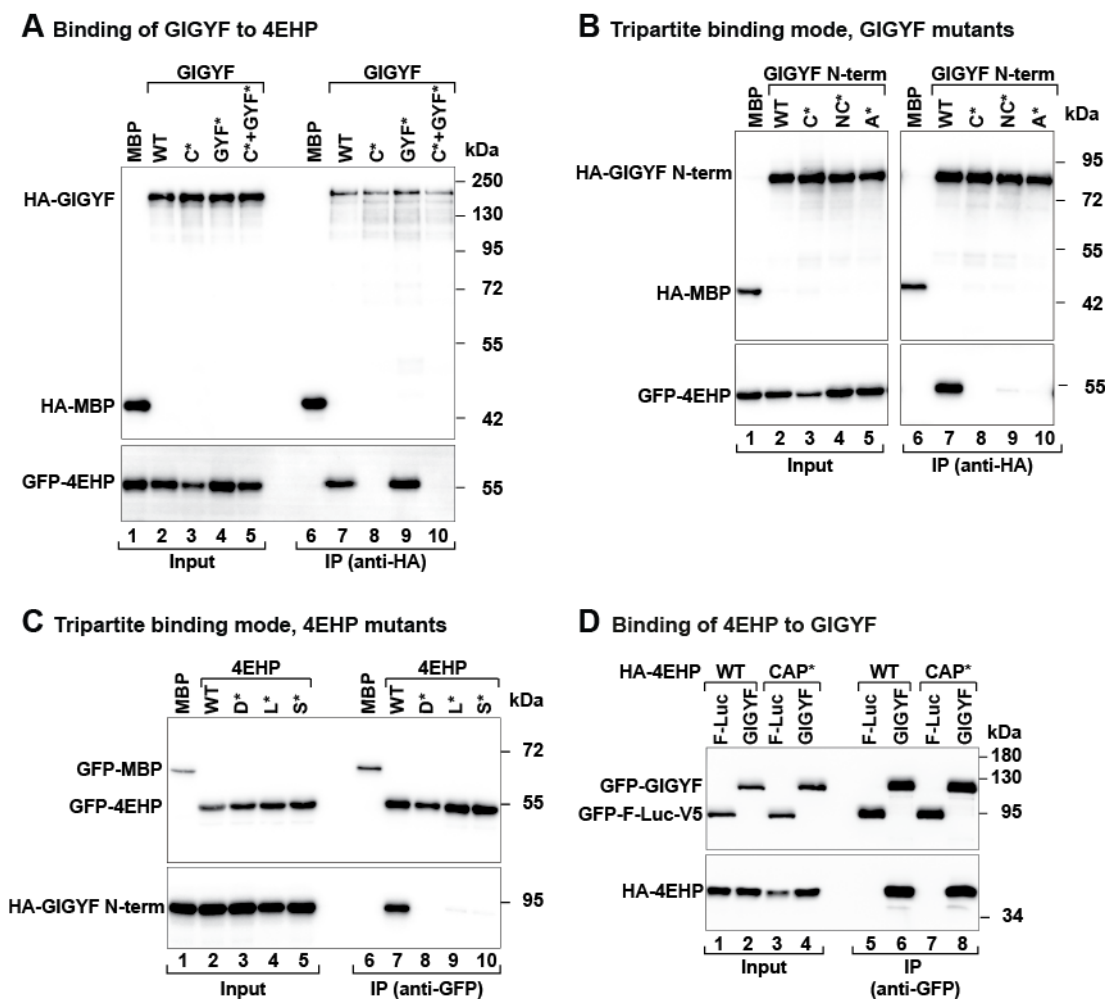 A Binding of GIGYF to 4EHP
GIGYF GIGYF
MBP WT C* GYF* C*+GYF* MBP WT C* GYF* C*+GYF* kDa
HA-GIGYF
250
130
95
72
55
HA-MBP
42
GFP-4EHP
55
1 2 3 4 5 6 7 8 9 10
Input IP (anti-HA)
B Tripartite binding mode, GIGYF mutants
GIGYF N-term GIGYF N-term
MBP WT C* NC* A* MBP WT C* NC* A* kDa
95
HA-GIGYF N-term
72
55
HA-MBP
42
GFP-4EHP
55
1 2 3 4 5 6 7 8 9 10
Input IP (anti-HA)
C Tripartite binding mode, 4EHP mutants
4EHP 4EHP
MBP WT D* L* S* MBP WT D* L* S* kDa
72
GFP-MBP
GFP-4EHP
55
HA-GIGYF N-term
95
1 2 3 4 5 6 7 8 9 10
Input IP (anti-GFP)
D Binding of 4EHP to GIGYF
HA-4EHP WT CAP* WT CAP*
F-Luc GIGYF F-Luc GIGYF F-Luc GIGYF F-Luc GIGYF kDa
180
130
GFP-GIGYF
GFP-F-Luc-V5
95
HA-4EHP
34
1 2 3 4 5 6 7 8
Input IP
(anti-GFP)